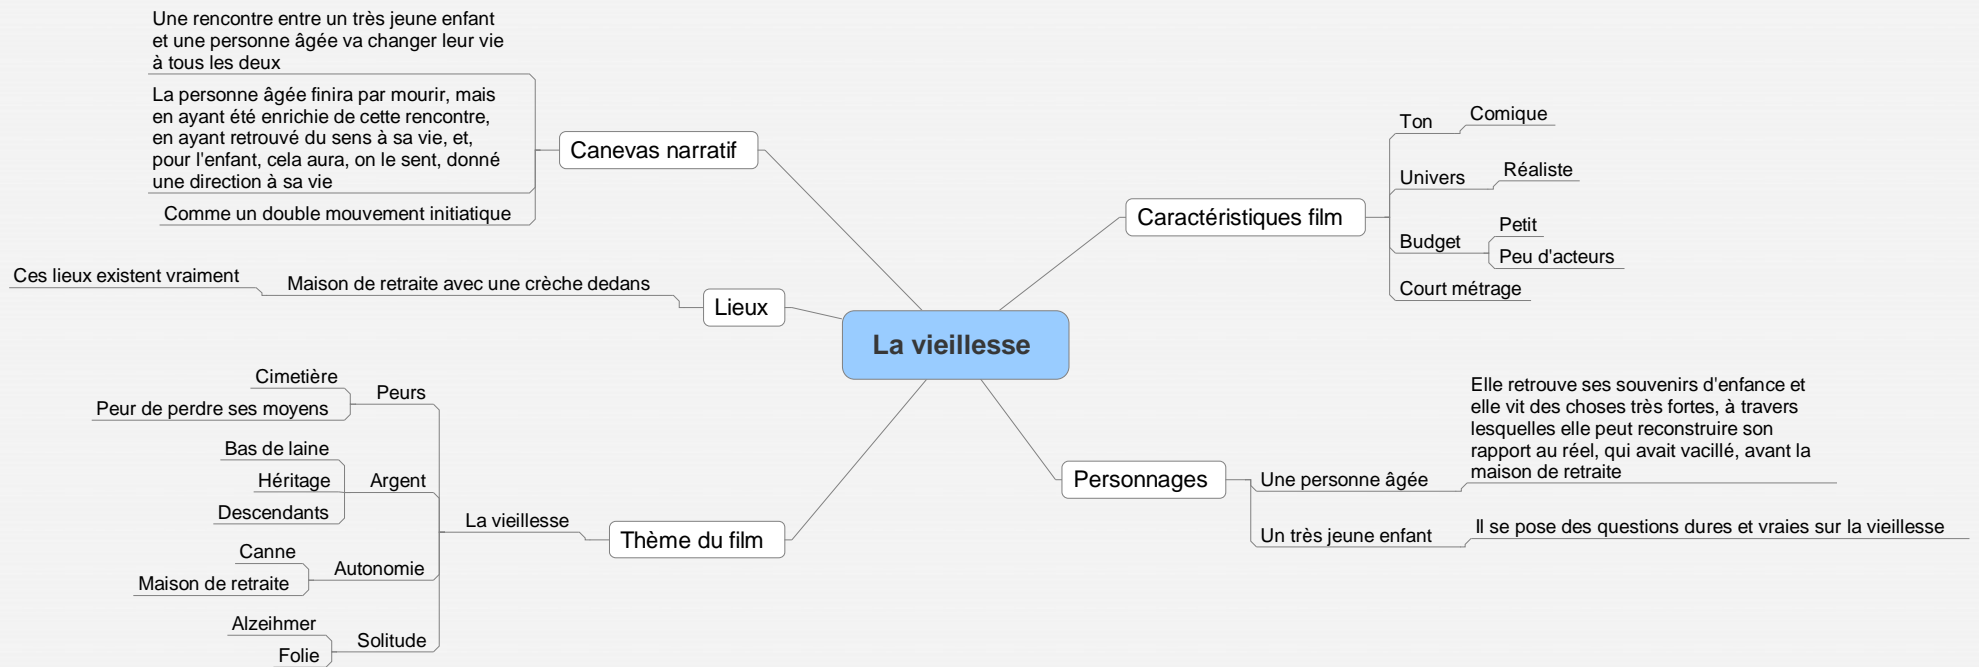 La vieillesse
Canevas narratif
Une rencontre entre un très jeune enfant
et une personne âgée va changer leur vie
à tous les deux
La personne âgée finira par mourir, mais
en ayant été enrichie de cette rencontre,
en ayant retrouvé du sens à sa vie, et,
pour l'enfant, cela aura, on le sent, donné
une direction à sa vie
Comme un double mouvement initiatique
Lieux
Maison de retraite avec une crèche dedans
Ces lieux existent vraiment
Thème du film
La vieillesse
Peurs
Cimetière
Peur de perdre ses moyens
Argent
Bas de laine
Héritage
Descendants
Autonomie
Canne
Maison de retraite
Solitude
Alzeihmer
Folie
Caractéristiques film
Ton
Comique
Univers
Réaliste
Budget
Petit
Peu d'acteurs
Court métrage
Personnages
Une personne âgée
Elle retrouve ses souvenirs d'enfance et
elle vit des choses très fortes, à travers
lesquelles elle peut reconstruire son
rapport au réel, qui avait vacillé, avant la
maison de retraite
Un très jeune enfant
Il se pose des questions dures et vraies sur la vieillesse